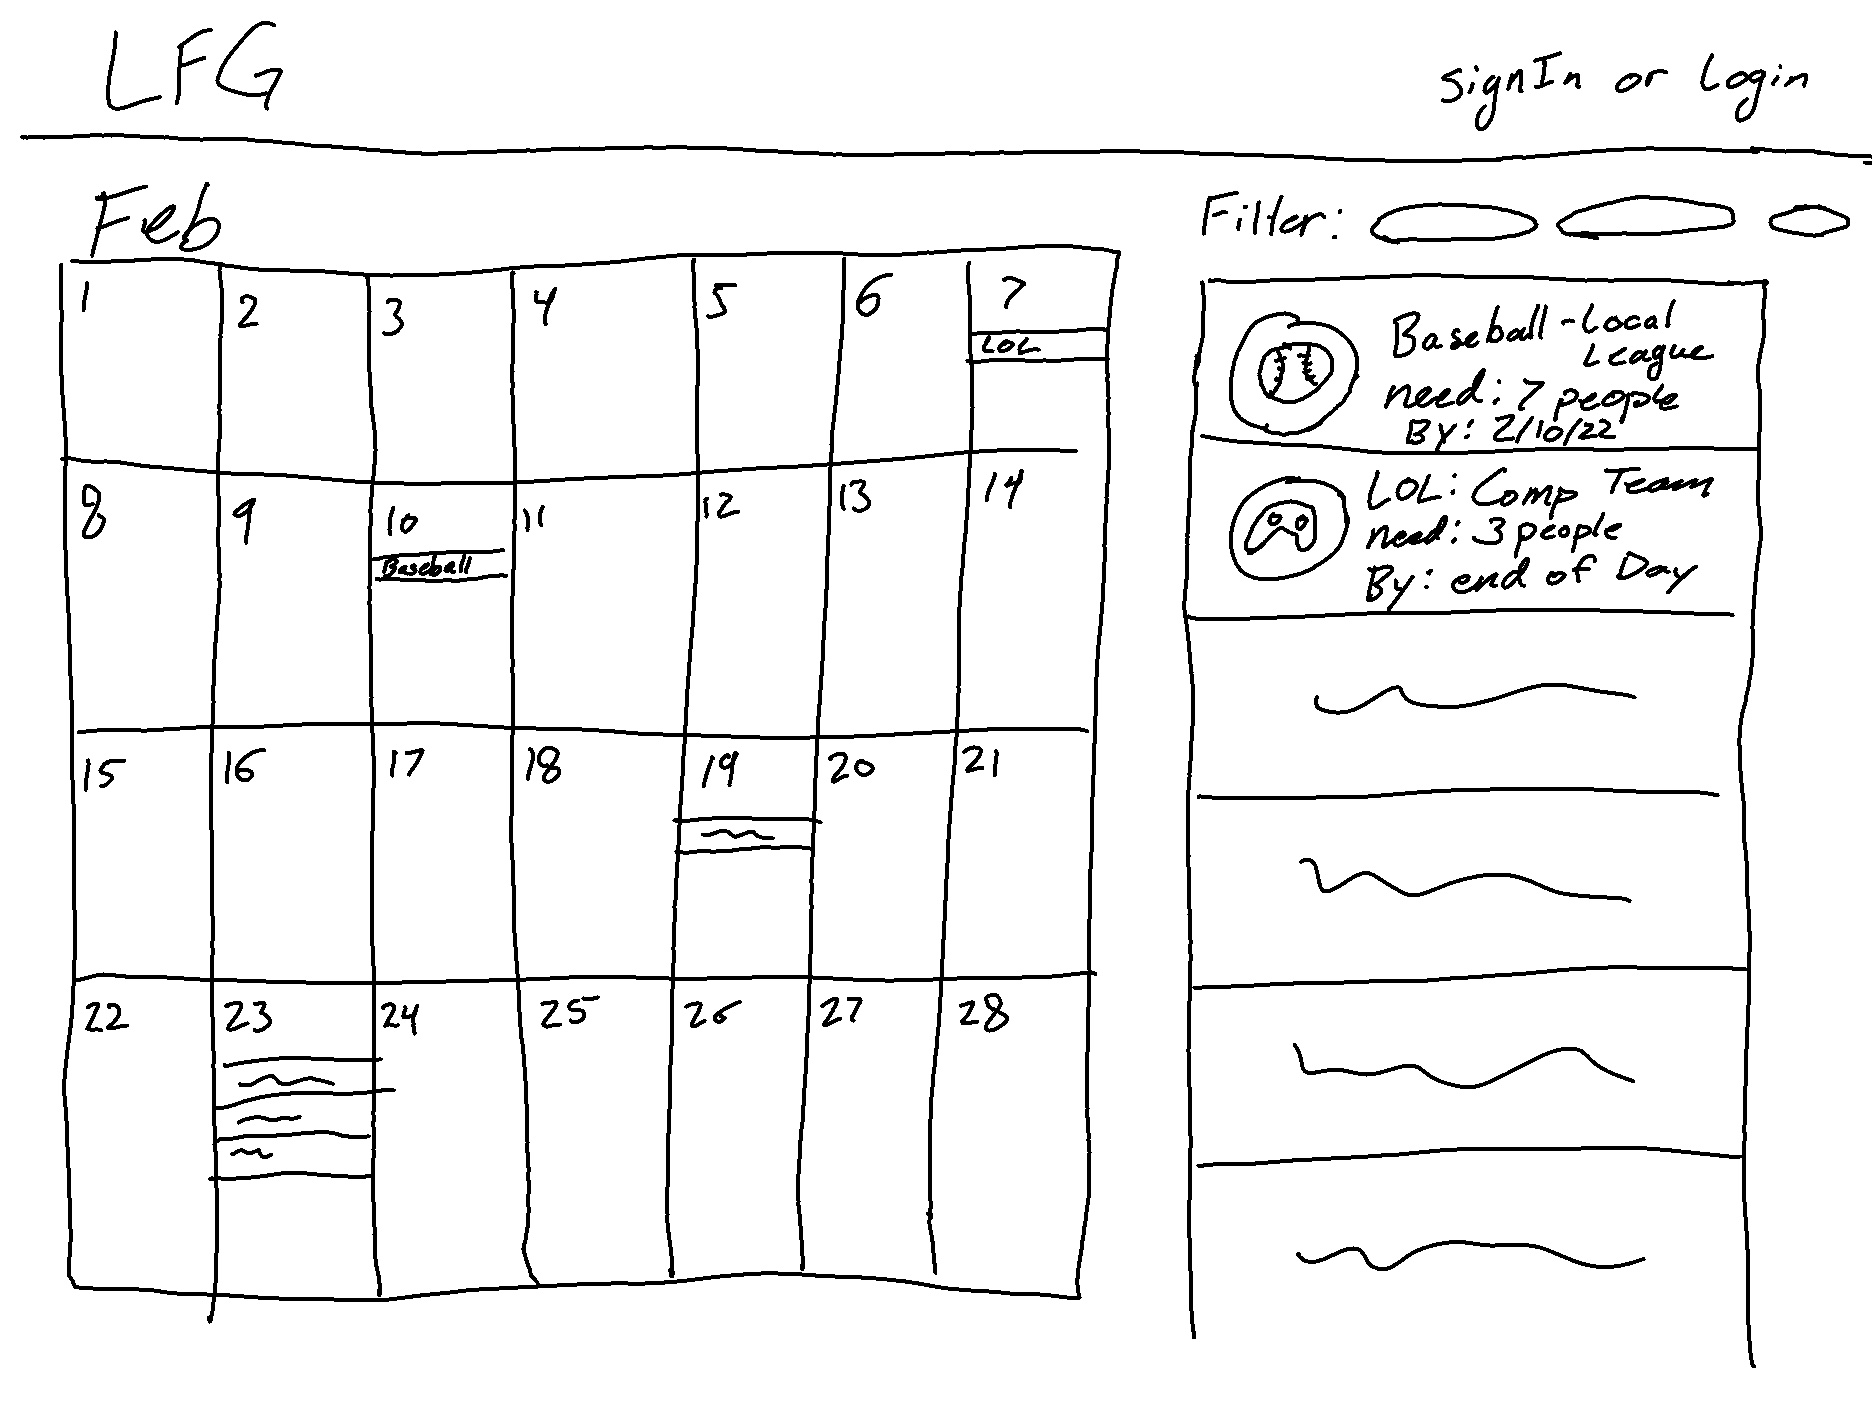 LFG
signIn or Login
Feb
Filter:
1 2 3 4 5 6 7
LOL
8 9 10 11 12 13 14
Baseball
15 16 17 18 19 20 21
22 23 24 25 26 27 28
Baseball - Local
League
need: 7 people
By: 2/10/22
LOL: Comp Team
need: 3 people
By: end of Day